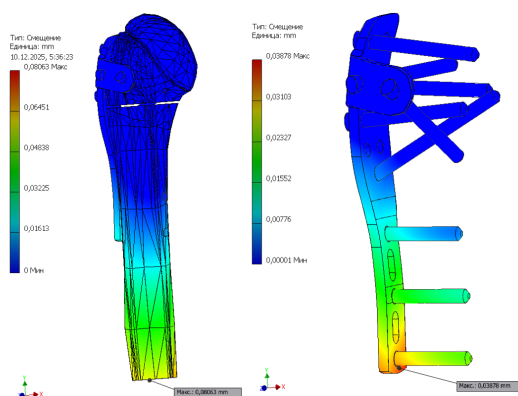 Тип: Смещение
Единица: mm
10.12.2025, 5:36:23
0,08063 Макс
0,06451
0,04838
0,03225
0,01613
0 Мин
Макс.: 0,08063 mm
Y
Z
X
Тип: Смещение
Единица: mm
0,03878 Макс
0,03103
0,02327
0,01552
0,00776
0,00001 Мин
Макс.: 0,03878 mm
Y
X